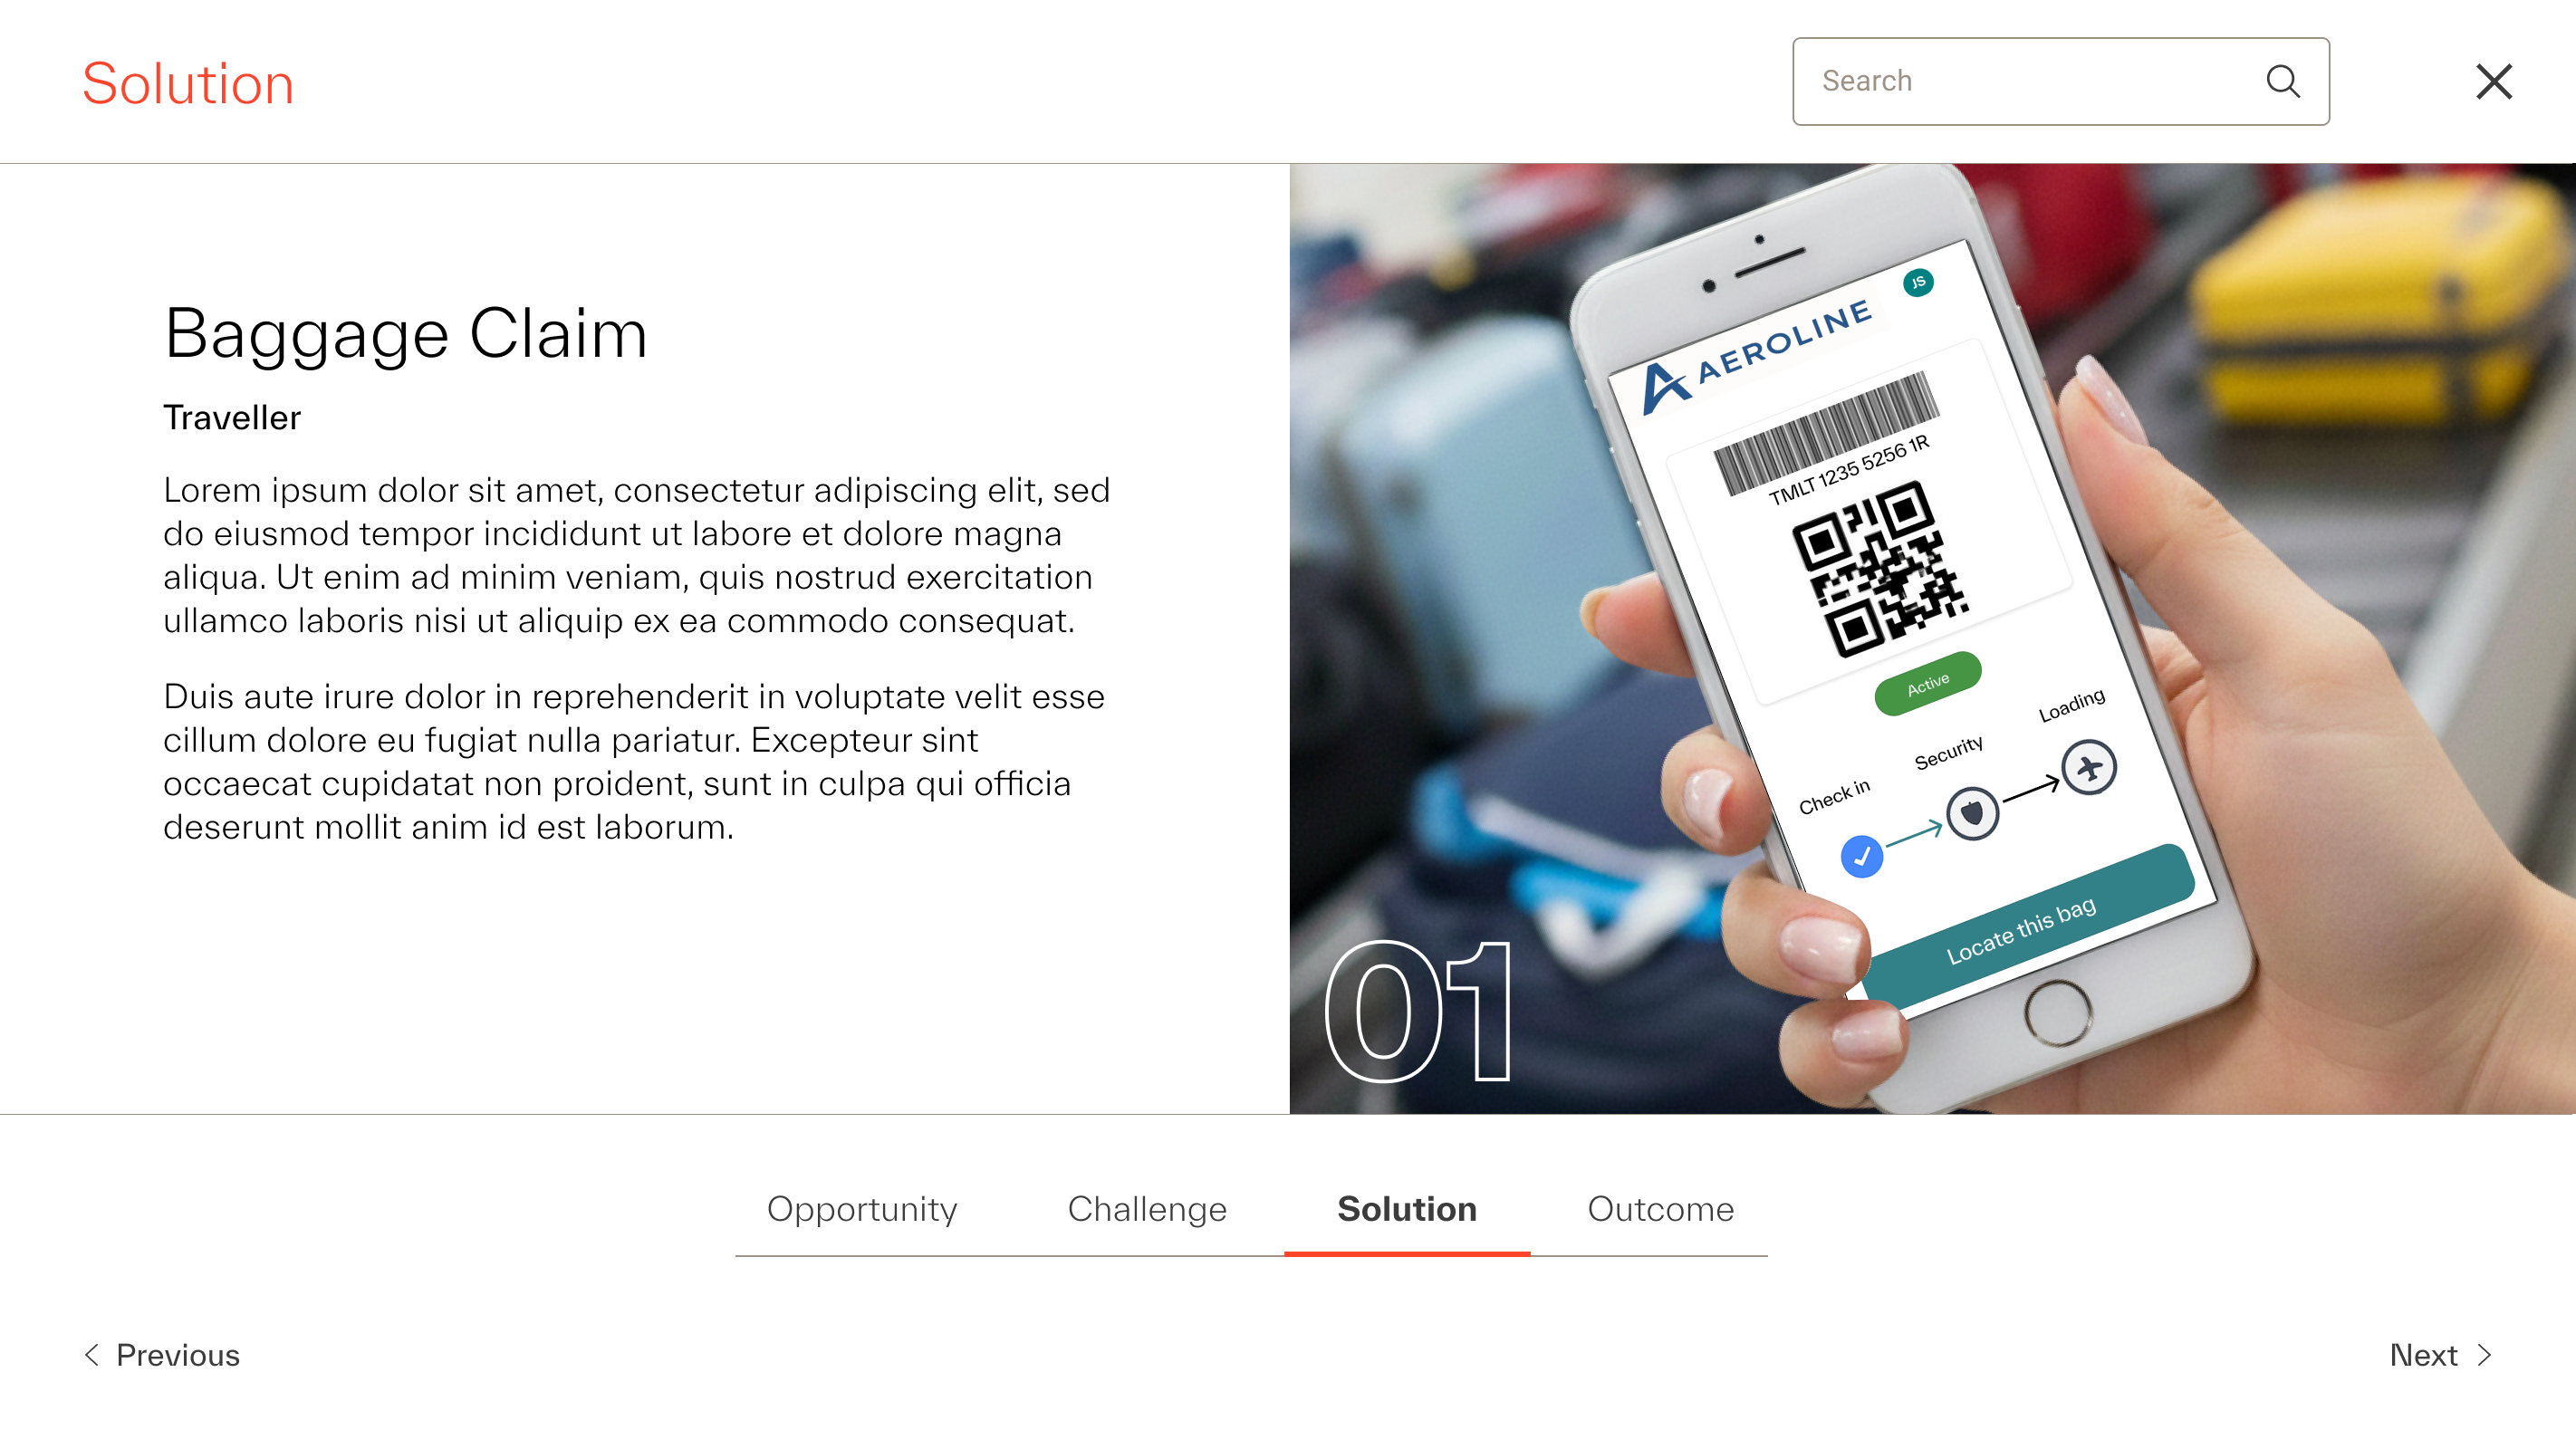 Solution
Search
Baggage Claim
Traveller
Lorem ipsum dolor sit amet, consectetur adipiscing elit, sed
do eiusmod tempor incididunt ut labore et dolore magna
aliqua. Ut enim ad minim veniam, quis nostrud exercitation
ullamco laboris nisi ut aliquip ex ea commodo consequat.
Duis aute irure dolor in reprehenderit in voluptate velit esse
cillum dolore eu fugiat nulla pariatur. Excepteur sint
occaecat cupidatat non proident, sunt in culpa qui officia
deserunt mollit anim id est laborum.
JS
AEROLINE
TMLT 1235 5256 1R
Active
Check in
Security
Loading
Locate this bag
01
Opportunity
Challenge
Solution
Outcome
Previous
Next